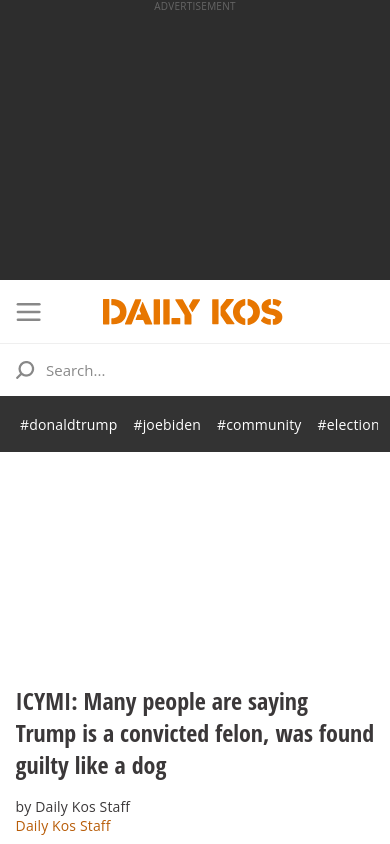 ADVERTISEMENT
DAILY KOS
Search...
#donaldtrump #joebiden #community #election
ICYMI: Many people are saying
Trump is a convicted felon, was found
guilty like a dog
by Daily Kos Staff
Daily Kos Staff